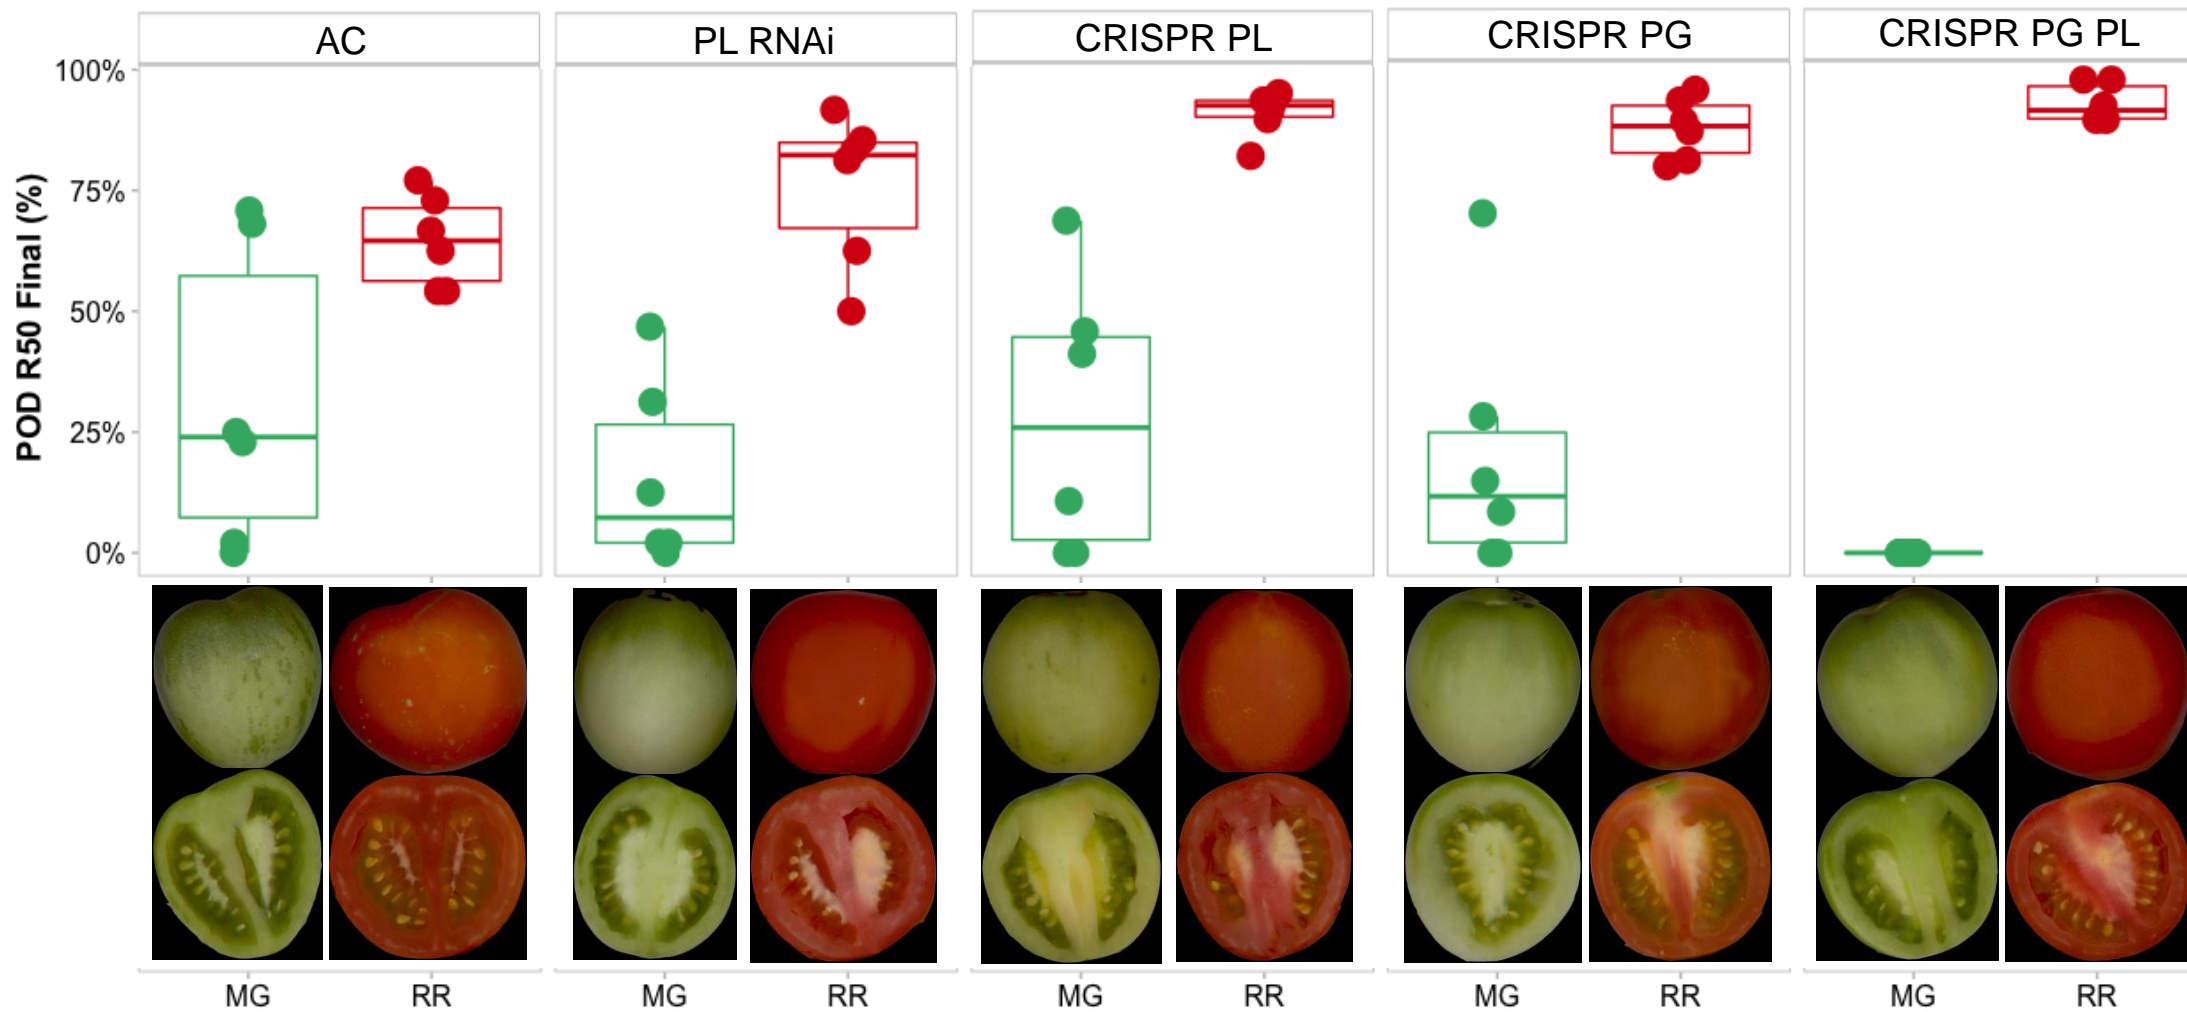 AC
PL RNAi
CRISPR PL
CRISPR PG
CRISPR PG PL
POD R50 Final (%)
100%
75%
50%
25%
0%
MG RR MG RR MG RR MG RR MG RR